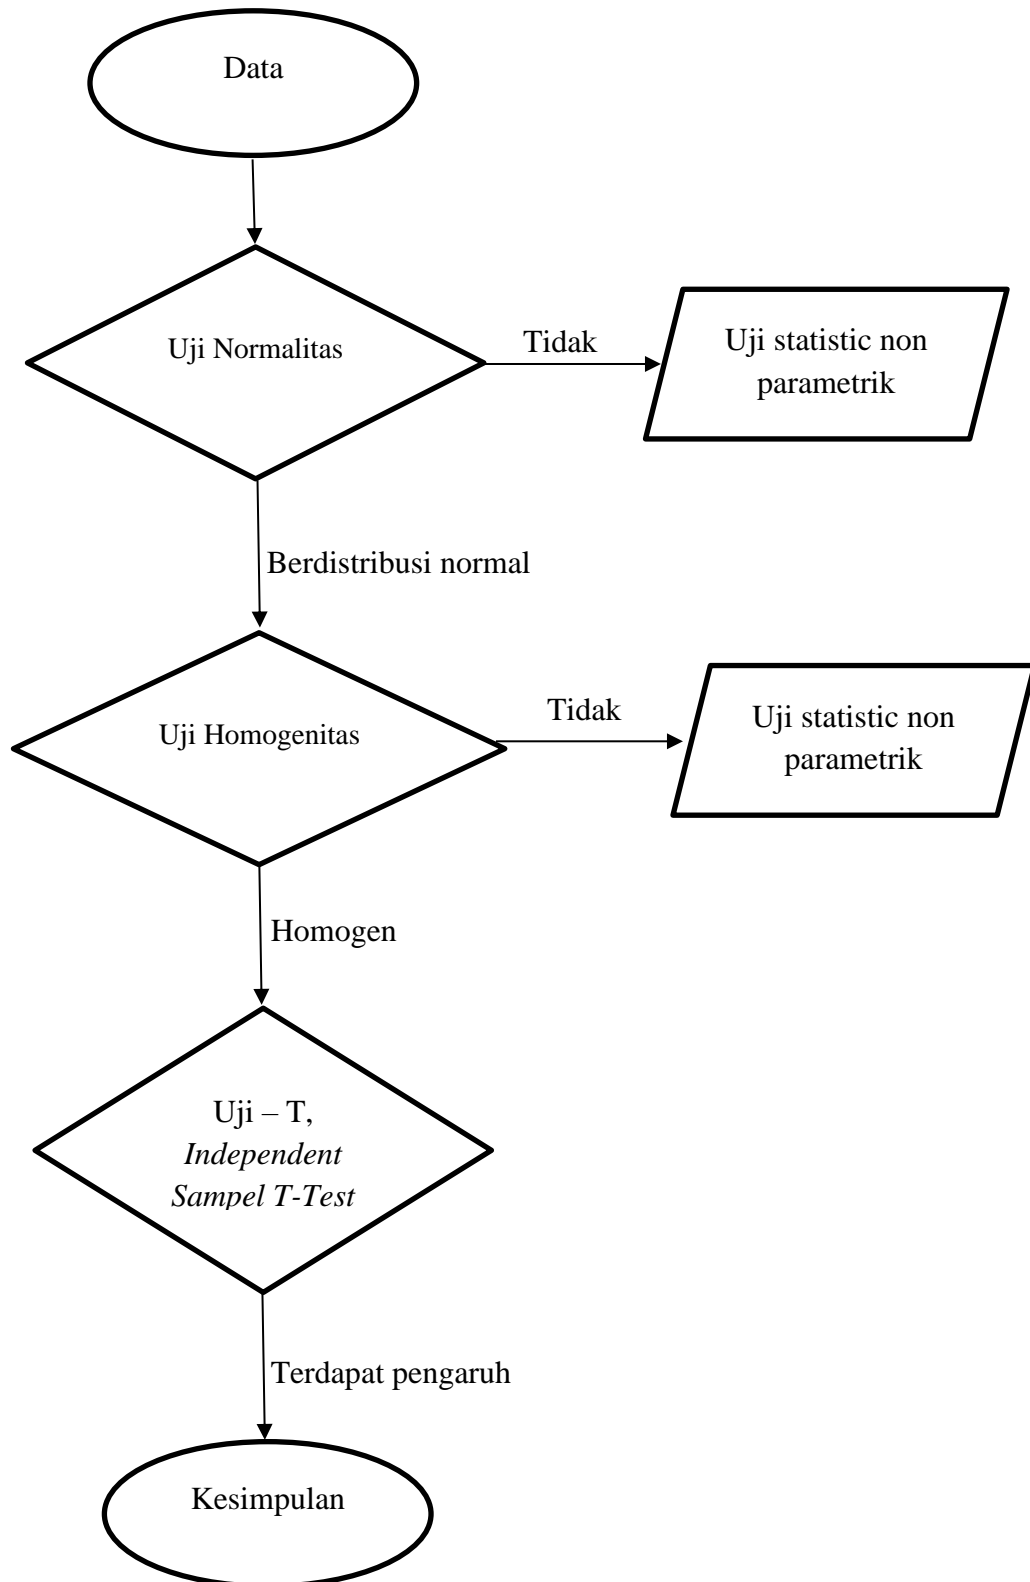 Data
Uji Normalitas
Tidak
Uji statistic non
parametrik
Berdistribusi normal
Uji Homogenitas
Tidak
Uji statistic non
parametrik
Homogen
Uji – T,
Independent
Sampel T-Test
Terdapat pengaruh
Kesimpulan